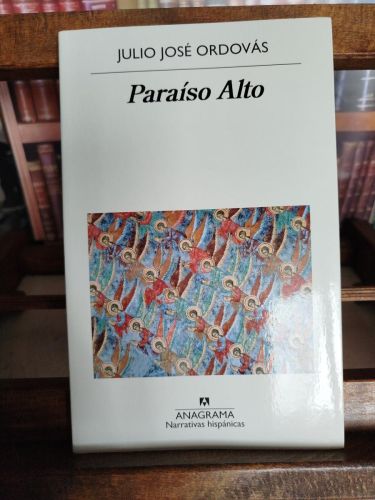 JULIO JOSÉ ORDOVÁS
Paraíso Alto
ANAGRAMA
Narrativas hispánicas